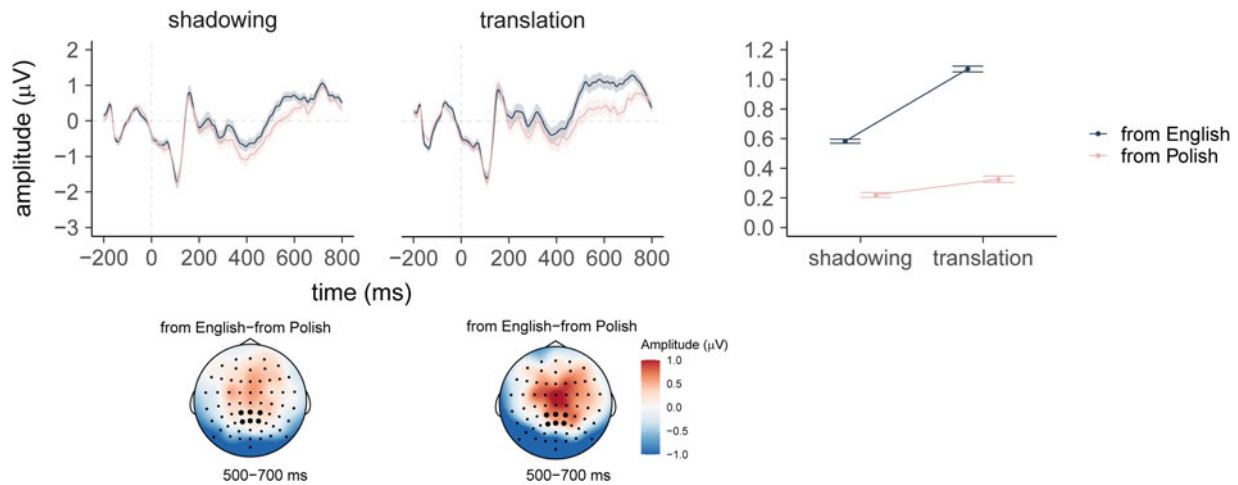 shadowing
translation
amplitude (μV)
2
1
0
−1
−2
−3
−200 0 200 400 600 800
−200 0 200 400 600 800
time (ms)
1.2
1.0
0.8
0.6
0.4
0.2
0.0
shadowing translation
from English
from Polish
from English−from Polish
500−700 ms
from English−from Polish
500−700 ms
Amplitude (μV)
1.0
0.5
0.0
−0.5
−1.0